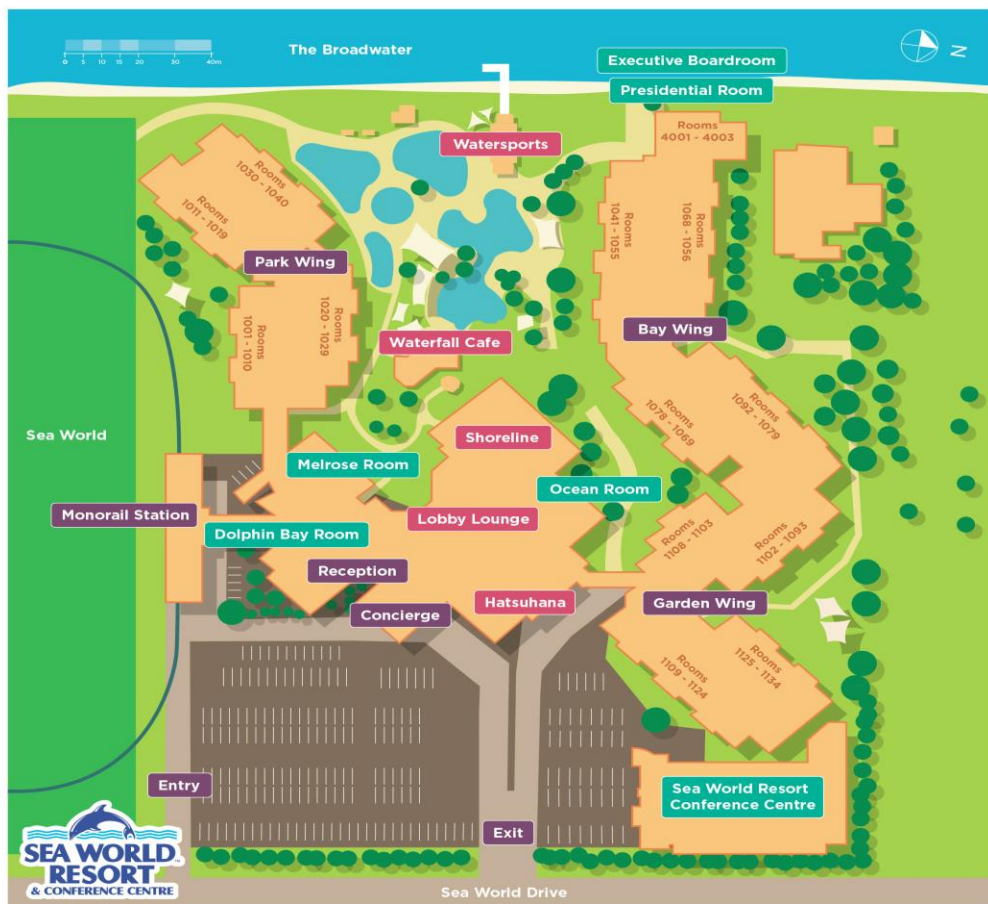 The Broadwater
0 5 10 15 20 30 40m
N
Executive Boardroom
Presidential Room
Rooms
4001 - 4003
Watersports
Rooms
1030 - 1040
Rooms
1011 - 1019
Rooms
1041 - 1055
Rooms
1068 - 1056
Park Wing
Rooms
1001 - 1010
Rooms
1020 - 1029
Waterfall Cafe
Bay Wing
Rooms
1078 - 1069
Rooms
1092 - 1079
Sea World
Shoreline
Melrose Room
Ocean Room
Monorail Station
Lobby Lounge
Dolphin Bay Room
Rooms
1108 - 1103
Rooms
1102 - 1093
Reception
Concierge
Hatsuhana
Garden Wing
Rooms
1109 - 1124
Rooms
1125 - 1134
Entry
Sea World Resort
Conference Centre
Exit
SEA WORLD
RESORT
& CONFERENCE CENTRE
Sea World Drive